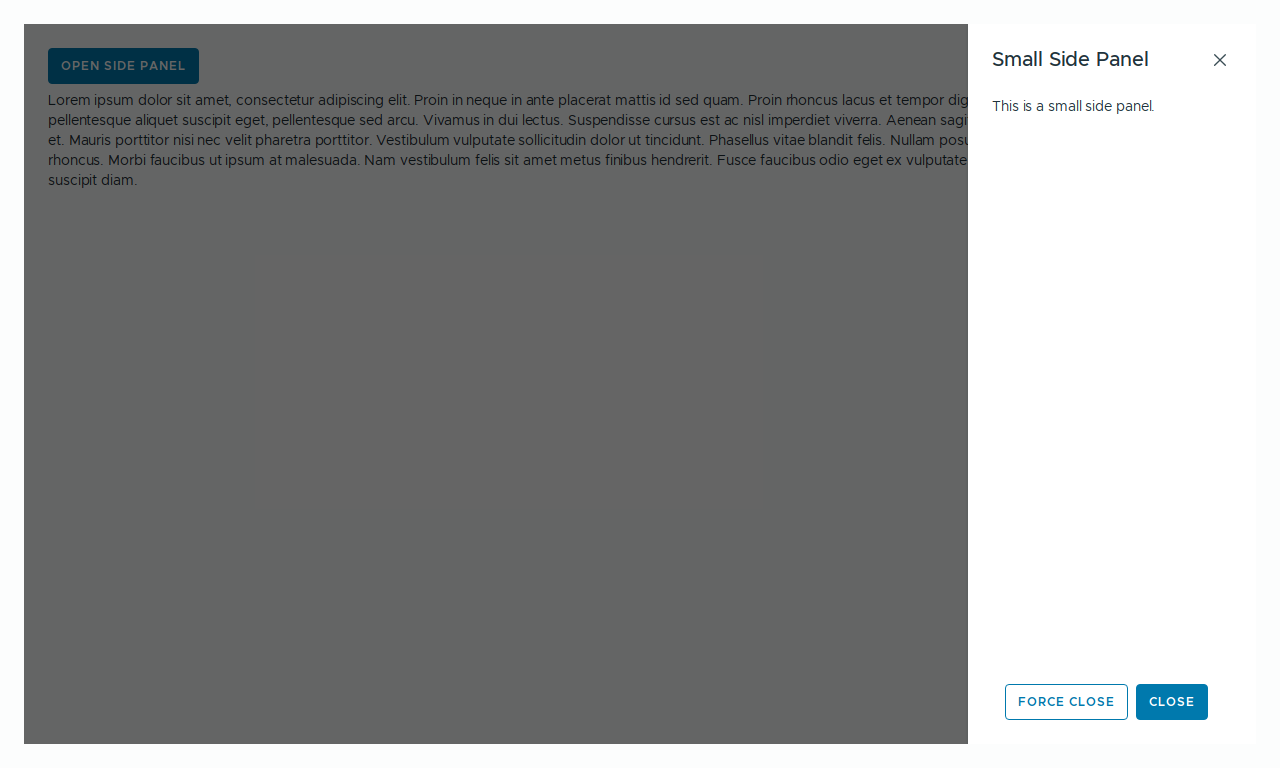 OPEN SIDE PANEL
Lorem ipsum dolor sit amet, consectetur adipiscing elit. Proin in neque in ante placerat mattis id sed quam. Proin rhoncus lacus et tempor dig
pellentesque aliquet suscipit eget, pellentesque sed arcu. Vivamus in dui lectus. Suspendisse cursus est ac nisl imperdiet viverra. Aenean sagi
et. Mauris porttitor nisi nec velit pharetra porttitor. Vestibulum vulputate sollicitudin dolor ut tincidunt. Phasellus vitae blandit felis. Nullam posu
rhoncus. Morbi faucibus ut ipsum at malesuada. Nam vestibulum felis sit amet metus finibus hendrerit. Fusce faucibus odio eget ex vulputate
suscipit diam.
Small Side Panel
This is a small side panel.
FORCE CLOSE
CLOSE